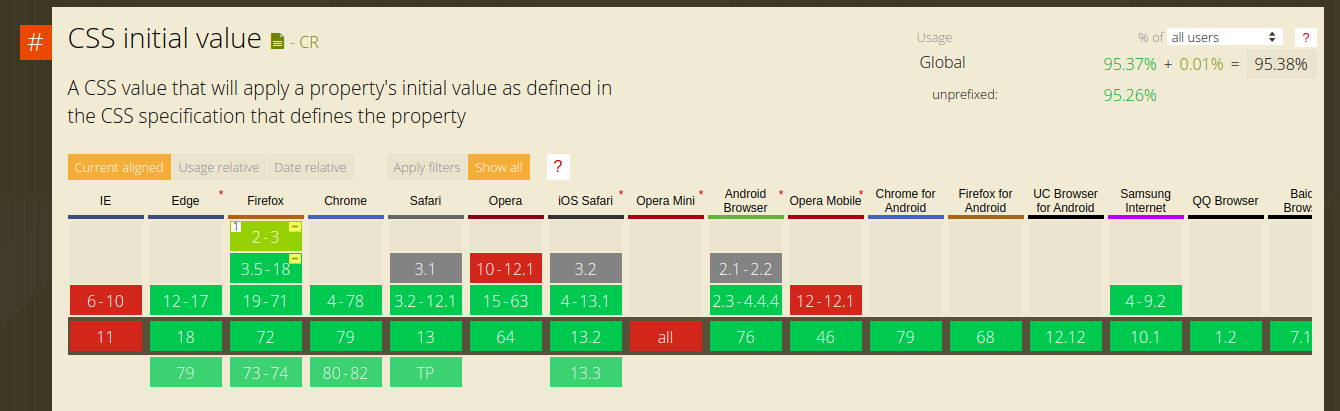 # CSS initial value - CR
Usage % of all users ?
Global 95.37% + 0.01% = 95.38%
unprefixed: 95.26%
A CSS value that will apply a property's initial value as defined in
the CSS specification that defines the property
Current aligned Usage relative Date relative Apply filters Show all ?
IE Edge * Firefox Chrome Safari Opera iOS Safari * Opera Mini * Android Browser * Opera Mobile * Chrome for Android Firefox for Android UC Browser for Android Samsung Internet QQ Browser
1 2-3
3.5-18 3.1 10-12.1 3.2 2.1-2.2
6-10 12-17 19-71 4-78 3.2-12.1 15-63 4-13.1 2.3-4.4.4 12-12.1 4-9.2
11 18 72 79 13 64 13.2 all 76 46 79 68 12.12 10.1 1.2 7.1
79 73-74 80-82 TP 13.3